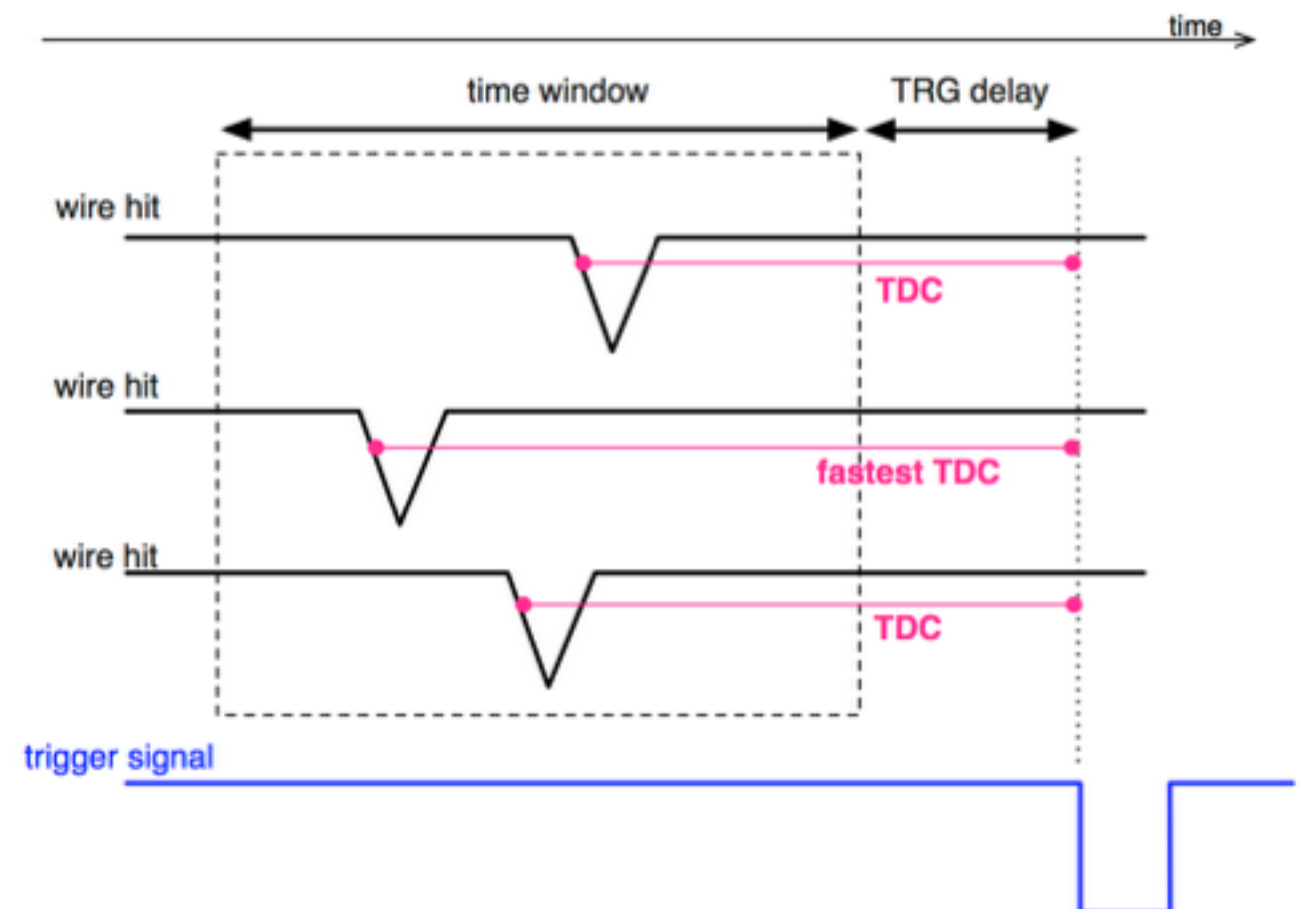 time
time window
TRG delay
wire hit
TDC
wire hit
fastest TDC
wire hit
TDC
trigger signal